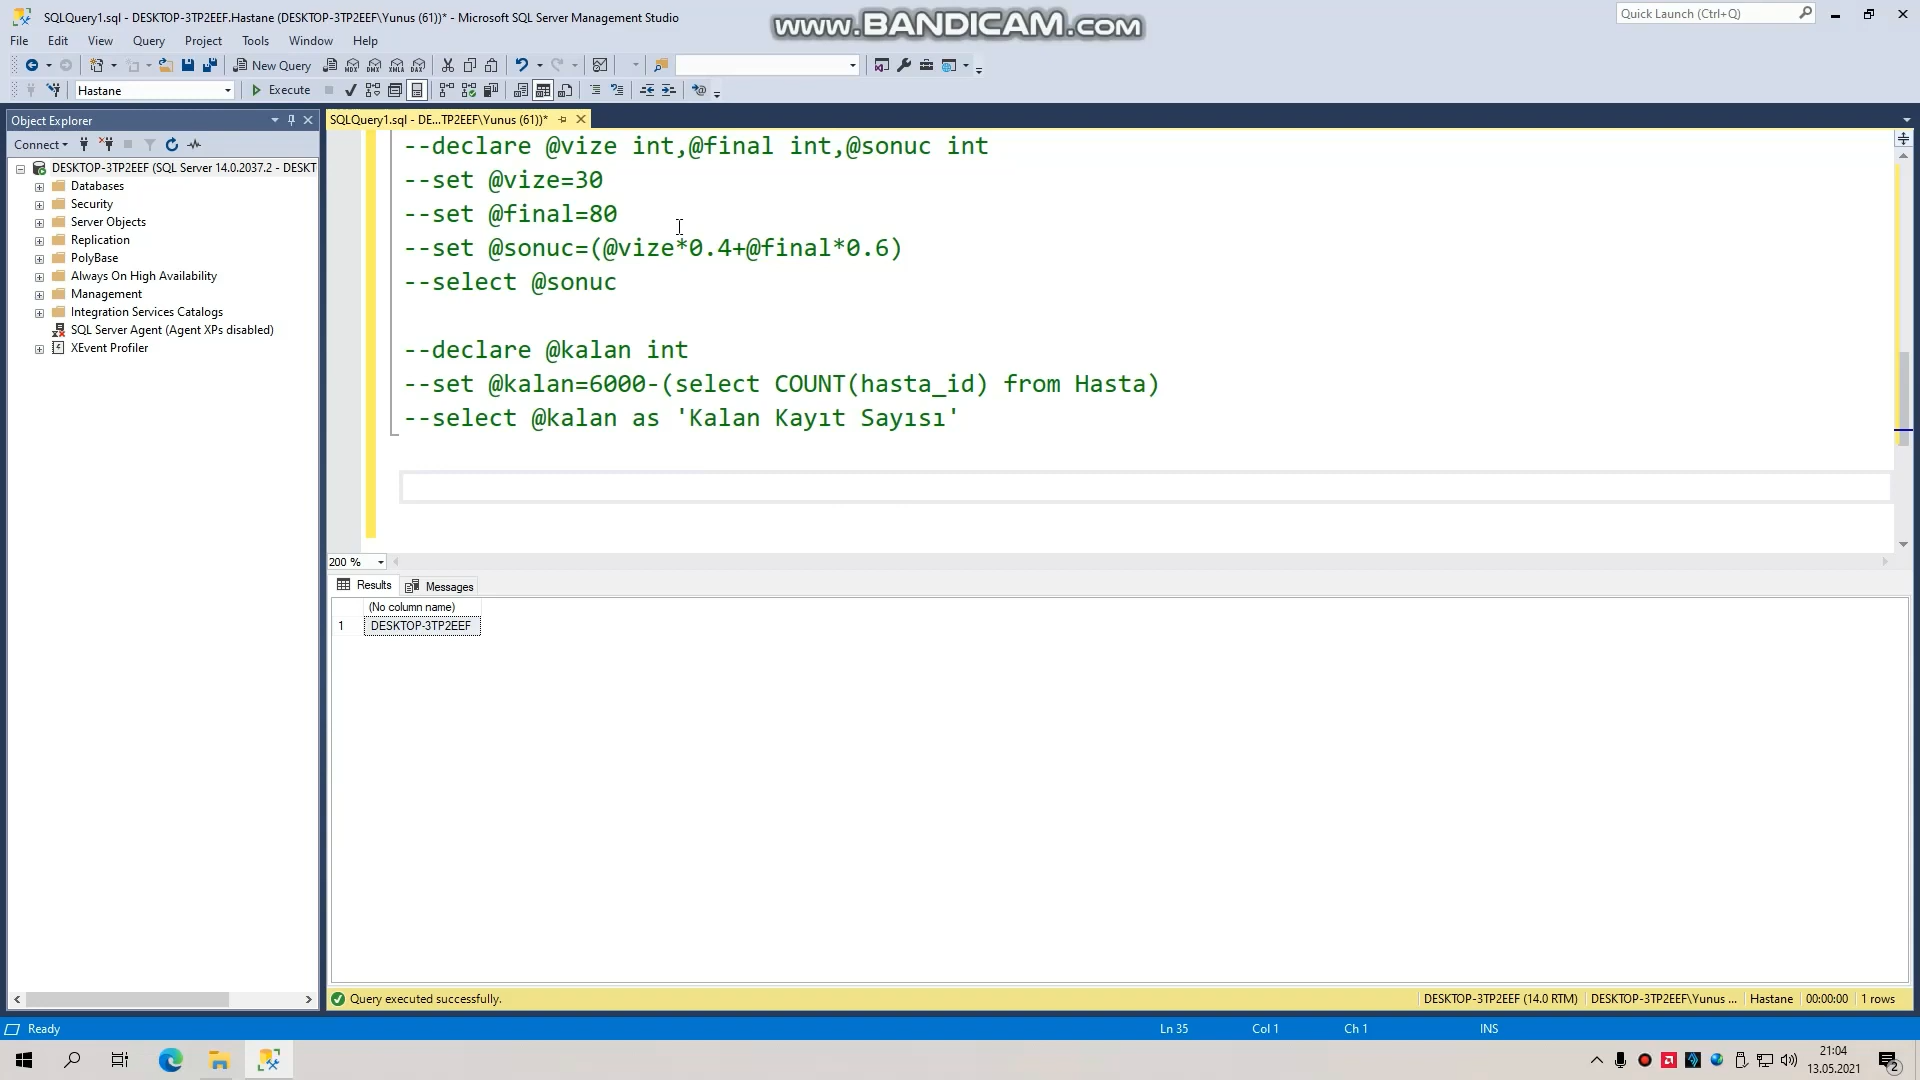 SQLQuery1.sql - DESKTOP-3TP2EEF.Hastane (DESKTOP-3TP2EEF\Yunus (61))* - Microsoft SQL Server Management Studio
www.BANDICAM.com
Quick Launch (Ctrl+Q)
File Edit View Query Project Tools Window Help
New Query
Hastane
Execute
Object Explorer
SQLQuery1.sql - DE...TP2EEF\Yunus (61))*
Connect
DESKTOP-3TP2EEF (SQL Server 14.0.2037.2 - DESKT
Databases
Security
Server Objects
Replication
PolyBase
Always On High Availability
Management
Integration Services Catalogs
SQL Server Agent (Agent XPs disabled)
XEvent Profiler
--declare @vize int,@final int,@sonuc int
--set @vize=30
--set @final=80
--set @sonuc=(@vize*0.4+@final*0.6)
--select @sonuc
--declare @kalan int
--set @kalan=6000-(select COUNT(hasta_id) from Hasta)
--select @kalan as 'Kalan Kayıt Sayısı'
200 %
Results Messages
(No column name)
1 DESKTOP-3TP2EEF
Query executed successfully. DESKTOP-3TP2EEF (14.0 RTM) DESKTOP-3TP2EEF\Yunus ... Hastane 00:00:00 1 rows
Ready Ln 35 Col 1 Ch 1 INS
21:04
13.05.2021
2